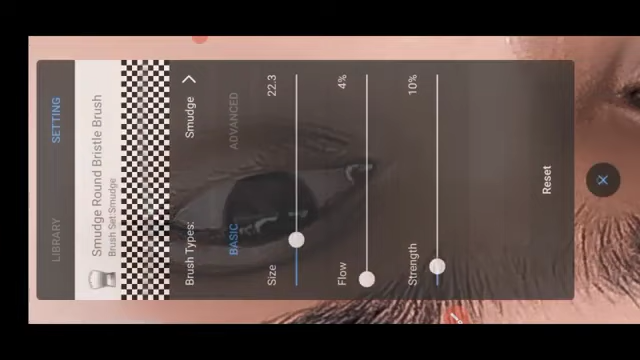 LIBRARY
SETTING
Smudge Round Bristle Brush
Brush Set:Smudge
Brush Types:
Smudge
BASIC
ADVANCED
Size
22.3
Flow
4%
Strength
10%
Reset